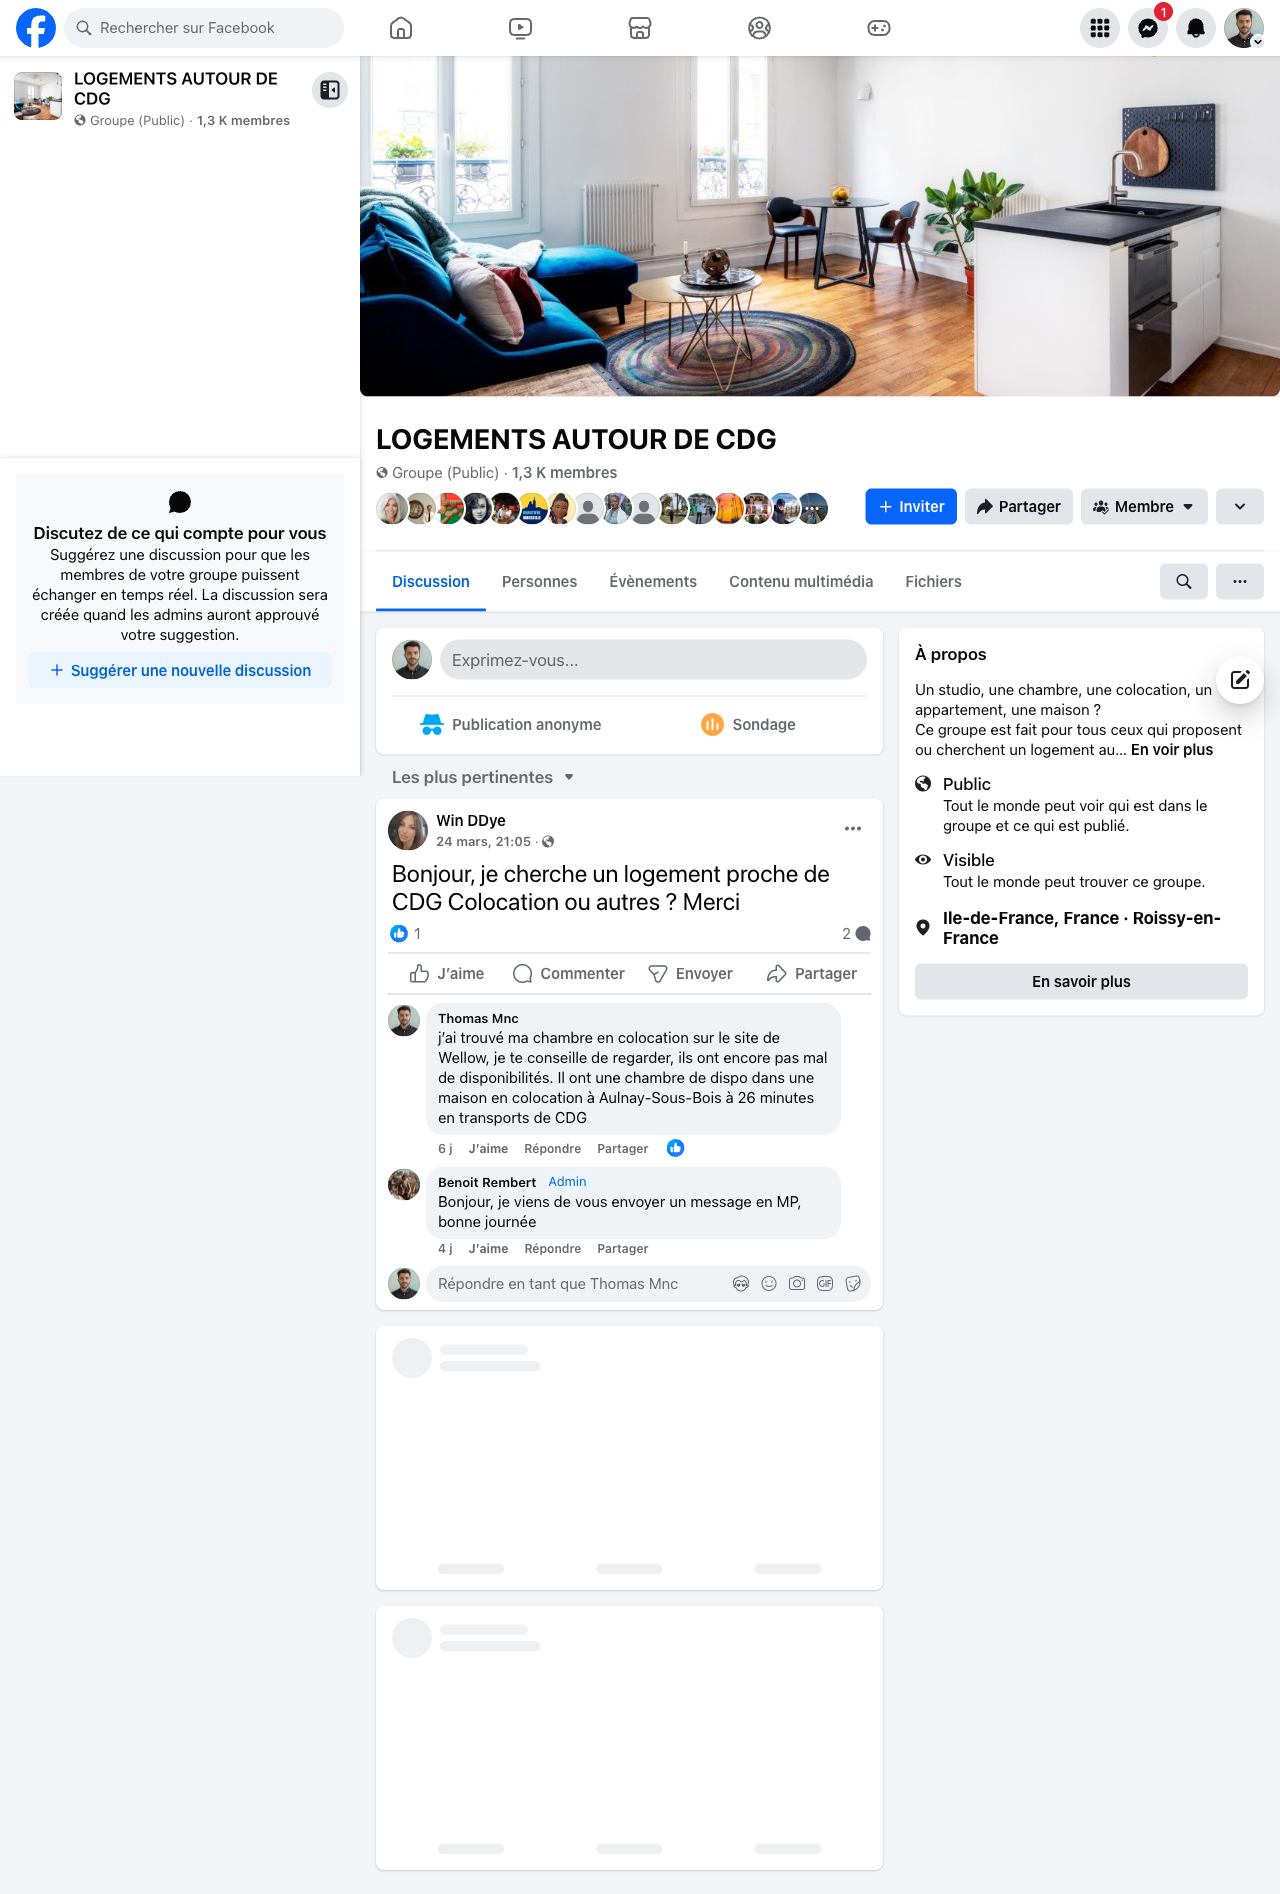 Rechercher sur Facebook
1
LOGEMENTS AUTOUR DE
CDG
Groupe (Public) · 1,3 K membres
Discutez de ce qui compte pour vous
Suggérez une discussion pour que les
membres de votre groupe puissent
échanger en temps réel. La discussion sera
créée quand les admins auront approuvé
votre suggestion.
Suggérer une nouvelle discussion
LOGEMENTS AUTOUR DE CDG
Groupe (Public) · 1,3 K membres
Inviter
Partager
Membre
Discussion
Personnes
Évènements
Contenu multimédia
Fichiers
Exprimez-vous...
Publication anonyme
Sondage
Les plus pertinentes
Win DDye
24 mars, 21:05 ·
Bonjour, je cherche un logement proche de
CDG Colocation ou autres ? Merci
1
2
J’aime
Commenter
Envoyer
Partager
Thomas Mnc
j’ai trouvé ma chambre en colocation sur le site de
Wellow, je te conseille de regarder, ils ont encore pas mal
de disponibilités. Il ont une chambre de dispo dans une
maison en colocation à Aulnay-Sous-Bois à 26 minutes
en transports de CDG
6 j J’aime Répondre Partager
Benoit Rembert Admin
Bonjour, je viens de vous envoyer un message en MP,
bonne journée
4 j J’aime Répondre Partager
Répondre en tant que Thomas Mnc
GIF
À propos
Un studio, une chambre, une colocation, un
appartement, une maison ?
Ce groupe est fait pour tous ceux qui proposent
ou cherchent un logement au... En voir plus
Public
Tout le monde peut voir qui est dans le
groupe et ce qui est publié.
Visible
Tout le monde peut trouver ce groupe.
Ile-de-France, France · Roissy-en-
France
En savoir plus